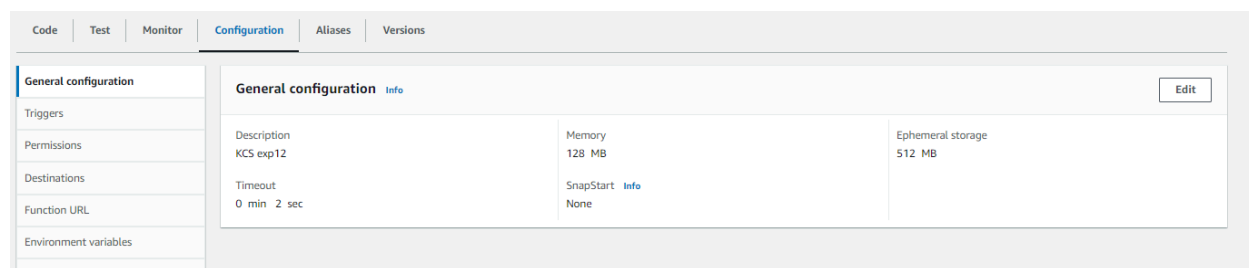 Code Test Monitor Configuration Aliases Versions
General configuration
Triggers
Permissions
Destinations
Function URL
Environment variables
General configuration Info
Edit
Description
KCS exp12
Memory
128 MB
Ephemeral storage
512 MB
Timeout
0 min 2 sec
SnapStart Info
None